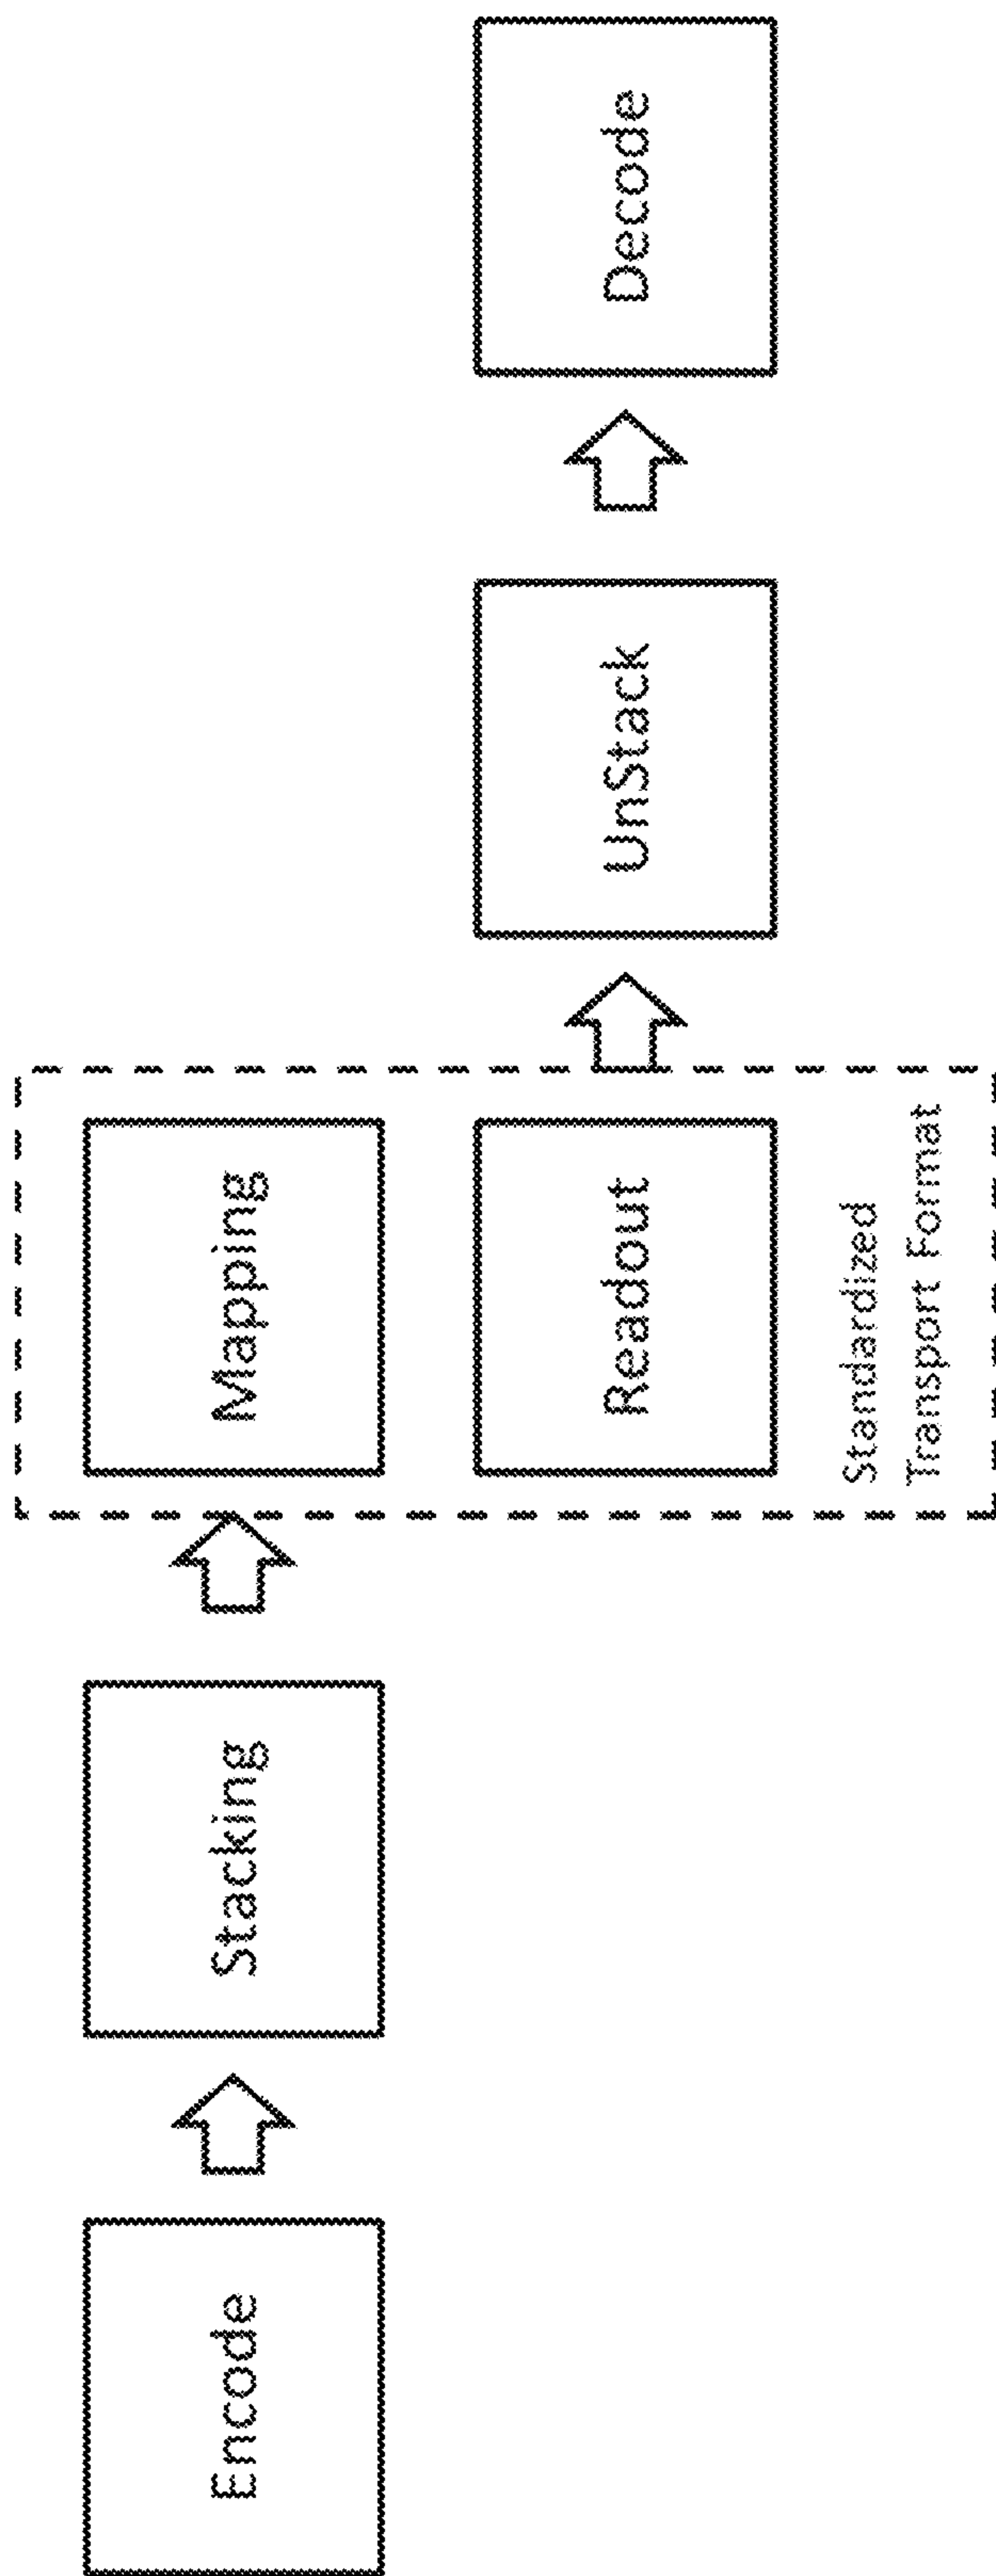 Encode
Stacking
Mapping
Readout
Standardized
Transport Format
UnStack
Decode